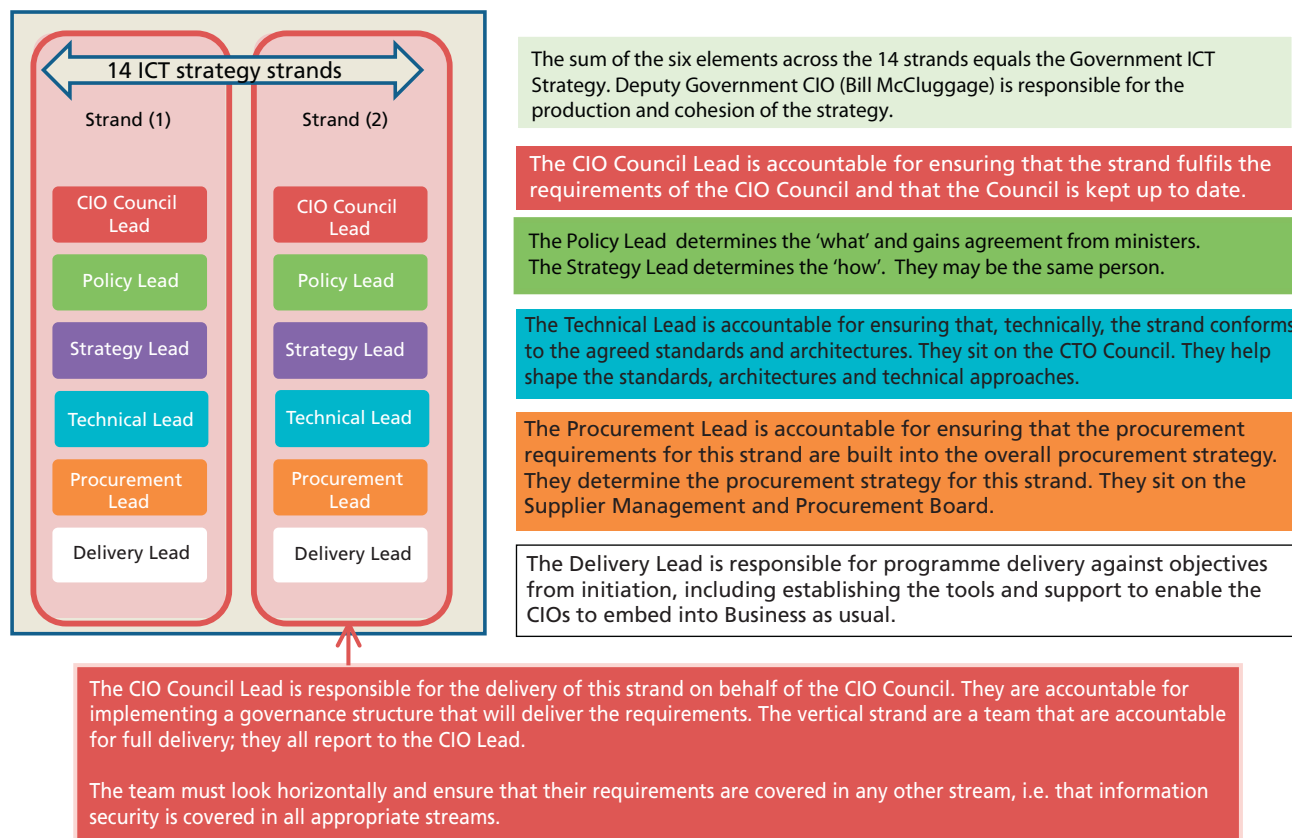 14 ICT strategy strands
Strand (1)
Strand (2)
CIO Council
Lead
CIO Council
Lead
Policy Lead
Policy Lead
Strategy Lead
Strategy Lead
Technical Lead
Technical Lead
Procurement
Lead
Procurement
Lead
Delivery Lead
Delivery Lead
The sum of the six elements across the 14 strands equals the Government ICT
Strategy. Deputy Government CIO (Bill McCluggage) is responsible for the
production and cohesion of the strategy.
The CIO Council Lead is accountable for ensuring that the strand fulfils the
requirements of the CIO Council and that the Council is kept up to date.
The Policy Lead determines the ‘what’ and gains agreement from ministers.
The Strategy Lead determines the ‘how’. They may be the same person.
The Technical Lead is accountable for ensuring that, technically, the strand conforms
to the agreed standards and architectures. They sit on the CTO Council. They help
shape the standards, architectures and technical approaches.
The Procurement Lead is accountable for ensuring that the procurement
requirements for this strand are built into the overall procurement strategy.
They determine the procurement strategy for this strand. They sit on the
Supplier Management and Procurement Board.
The Delivery Lead is responsible for programme delivery against objectives
from initiation, including establishing the tools and support to enable the
CIOs to embed into Business as usual.
The CIO Council Lead is responsible for the delivery of this strand on behalf of the CIO Council. They are accountable for
implementing a governance structure that will deliver the requirements. The vertical strand are a team that are accountable
for full delivery; they all report to the CIO Lead.
The team must look horizontally and ensure that their requirements are covered in any other stream, i.e. that information
security is covered in all appropriate streams.